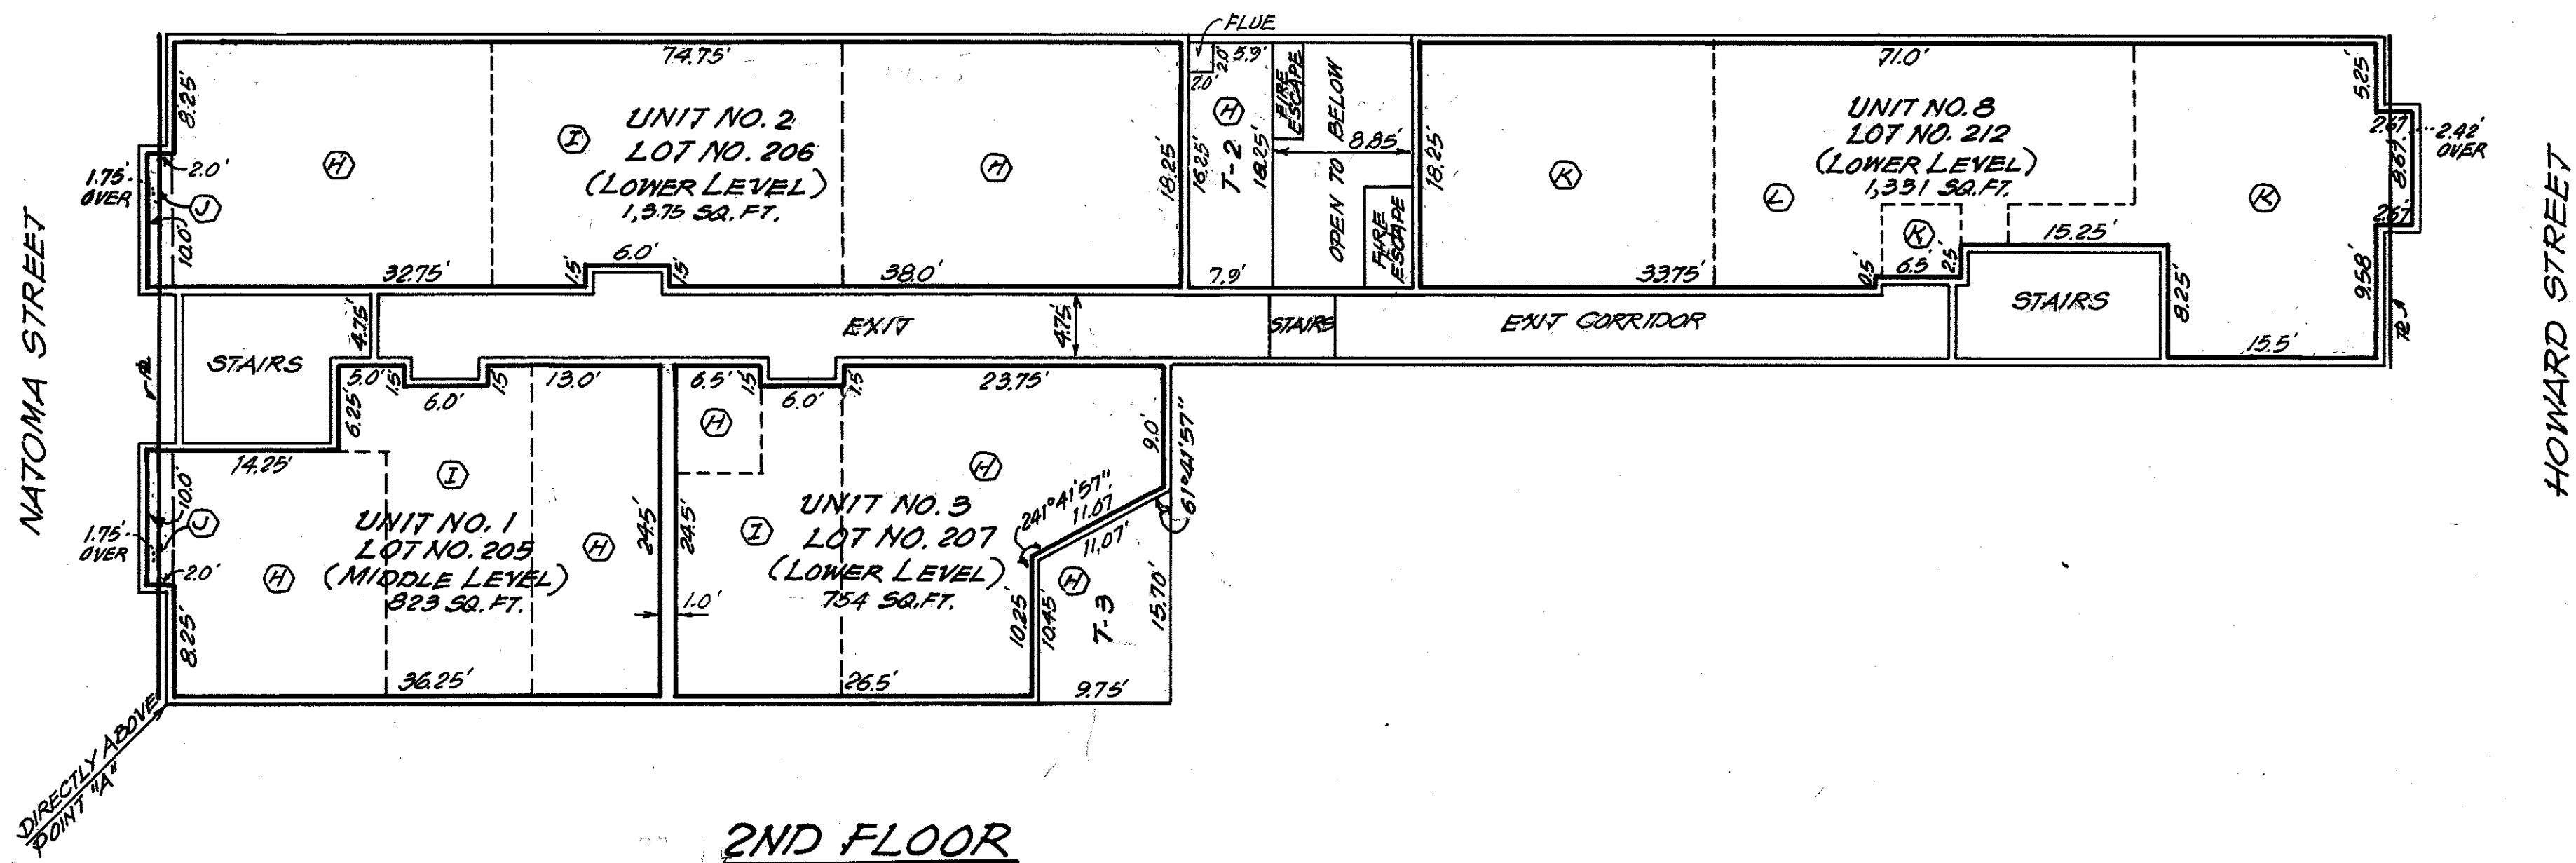 FLUE
74.75'
2.0'
5.9'
2.0'
71.0'
8.25'
UNIT NO. 2
LOT NO. 206
(LOWER LEVEL)
1,375 SQ. FT.
H
I
H
18.25'
16.25'
H
T-2
18.25'
FIRE
ESCAPE
OPEN TO BELOW
8.85'
FIRE
ESCAPE
18.25'
UNIT NO. 8
LOT NO. 212
(LOWER LEVEL)
1,331 SQ. FT.
K
L
K
K
5.25'
2.67'
2.42'
OVER
8.67'
2.67'
9.58'
1.75'
OVER
2.0'
J
10.0'
32.75'
1.5'
6.0'
1.5'
38.0'
7.9'
33.75'
0.5'
6.5'
2.5'
15.25'
8.25'
15.5'
NATOMA STREET
HOWARD STREET
STAIRS
4.75'
EXIT
4.75'
STAIRS
EXIT CORRIDOR
STAIRS
5.0'
1.5'
6.0'
1.5'
13.0'
6.25'
6.5'
1.5'
6.0'
1.5'
23.75'
9.0'
61°41'57"
14.25'
10.0'
J
1.75'
OVER
2.0'
8.25'
I
UNIT NO. 1
LOT NO. 205
(MIDDLE LEVEL)
823 SQ. FT.
H
H
24.5'
24.5'
1.0'
36.25'
H
H
I
UNIT NO. 3
LOT NO. 207
(LOWER LEVEL)
754 SQ. FT.
241°41'57"
11.07'
11.07'
10.25'
10.45'
H
T-3
15.70'
26.5'
9.75'
DIRECTLY ABOVE
POINT "A"
2ND FLOOR